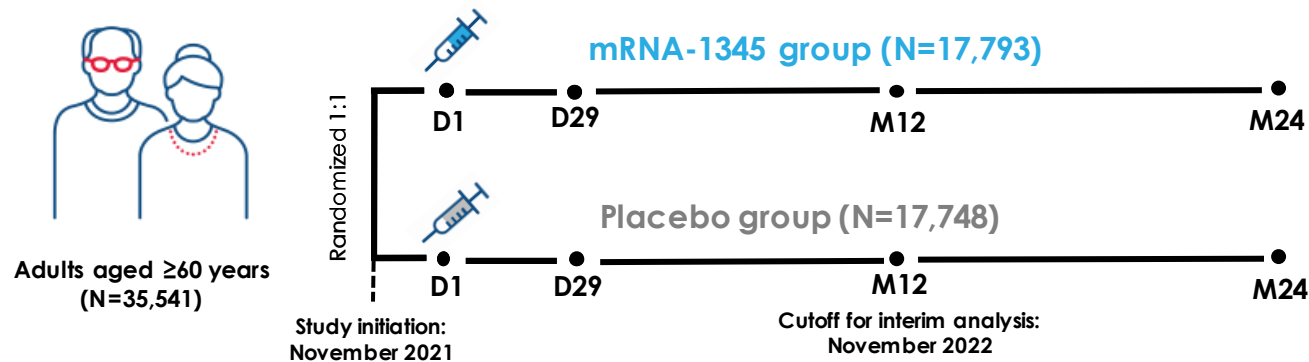 mRNA-1345 group (N=17,793)
Randomized 1:1
D1
D29
M12
M24
Placebo group (N=17,748)
D1
D29
M12
M24
Adults aged ≥60 years
(N=35,541)
Study initiation:
November 2021
Cutoff for interim analysis:
November 2022